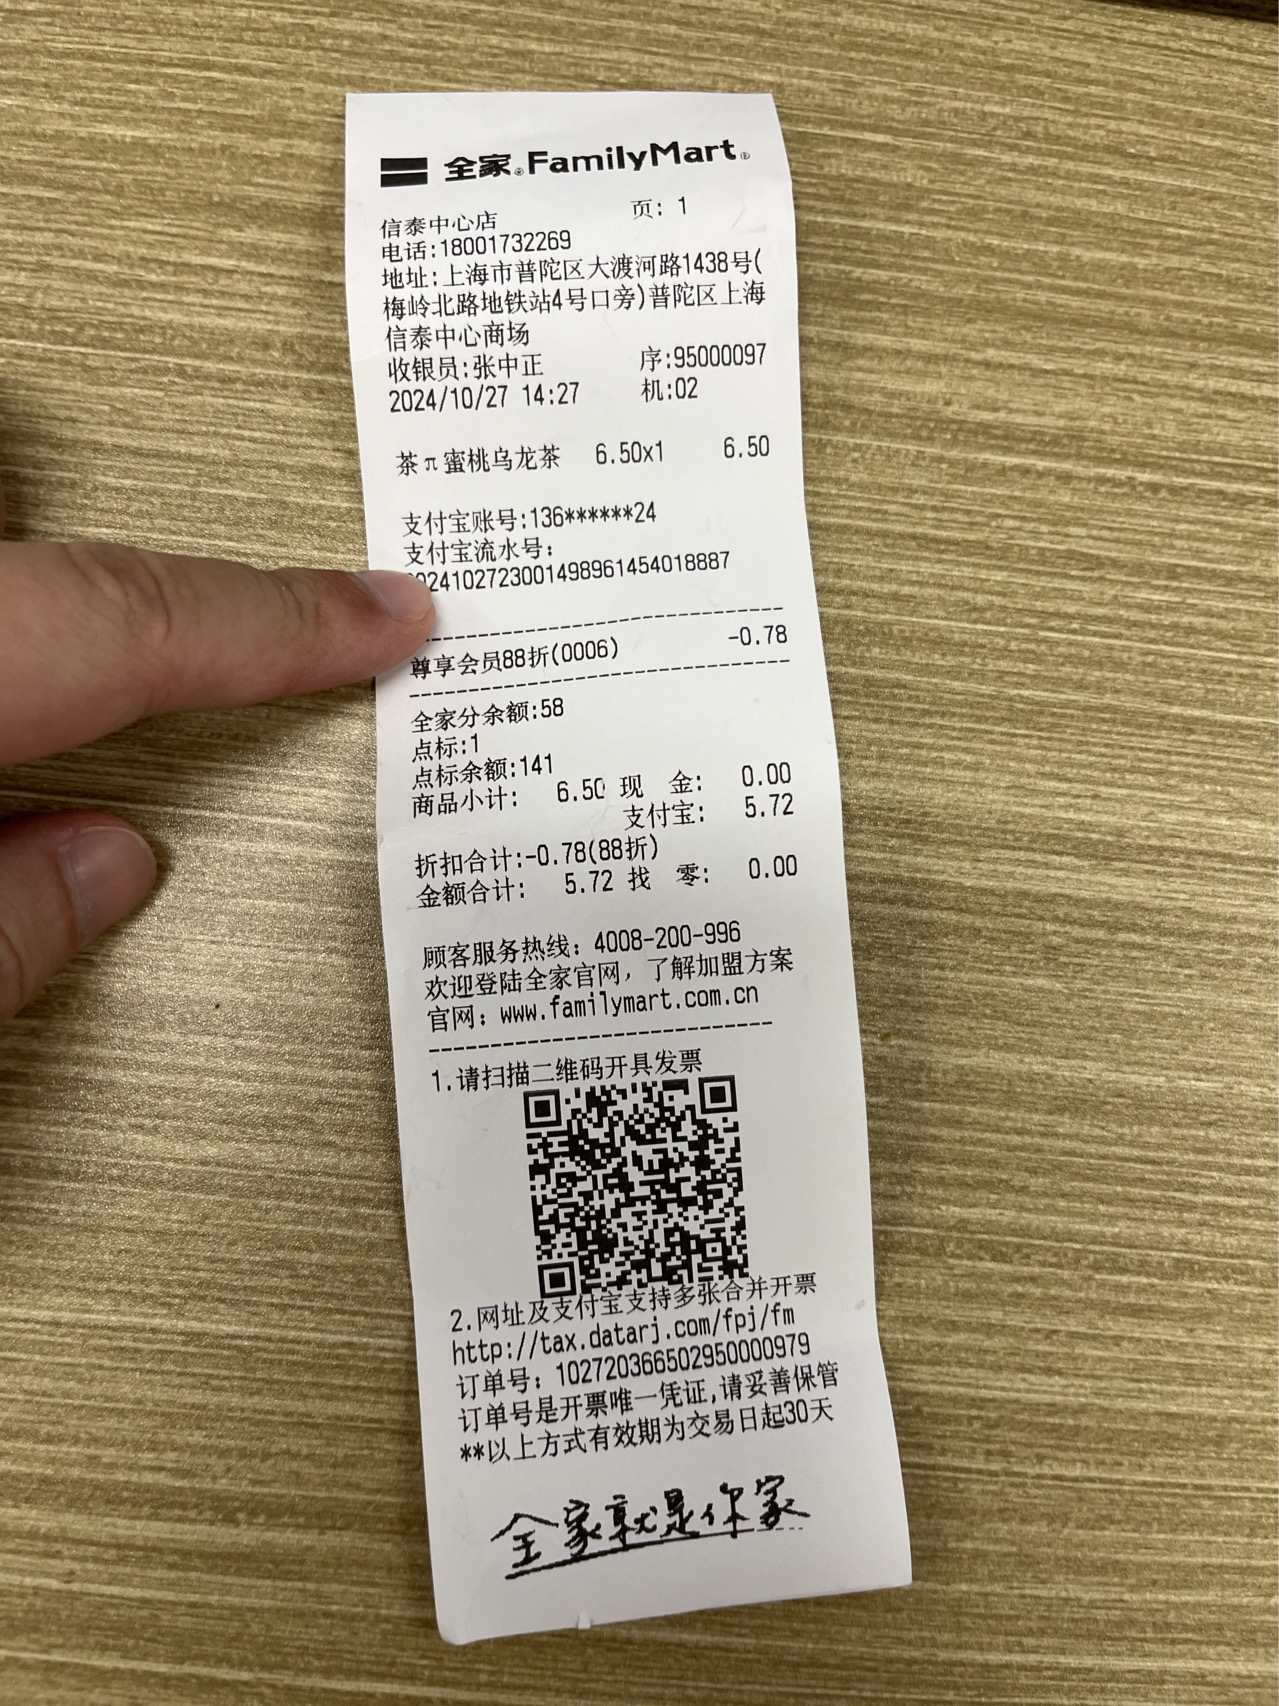 全家®FamilyMart®
信泰中心店 页: 1
电话:18001732269
地址:上海市普陀区大渡河路1438号(
梅岭北路地铁站4号口旁)普陀区上海
信泰中心商场
收银员:张中正 序:95000097
2024/10/27 14:27 机:02
茶π蜜桃乌龙茶 6.50x1 6.50
支付宝账号:136******24
支付宝流水号:
2024102723001498961454018887
尊享会员88折(0006) -0.78
全家分余额:58
点标:1
点标余额:141
商品小计: 6.50 现 金: 0.00
支付宝: 5.72
折扣合计:-0.78(88折)
金额合计: 5.72 找 零: 0.00
顾客服务热线: 4008-200-996
欢迎登陆全家官网, 了解加盟方案
官网: www.familymart.com.cn
1.请扫描二维码开具发票
2.网址及支付宝支持多张合并开票
http://tax.datarj.com/fpj/fm
订单号: 102720366502950000979
订单号是开票唯一凭证,请妥善保管
**以上方式有效期为交易日起30天
全家就是你家